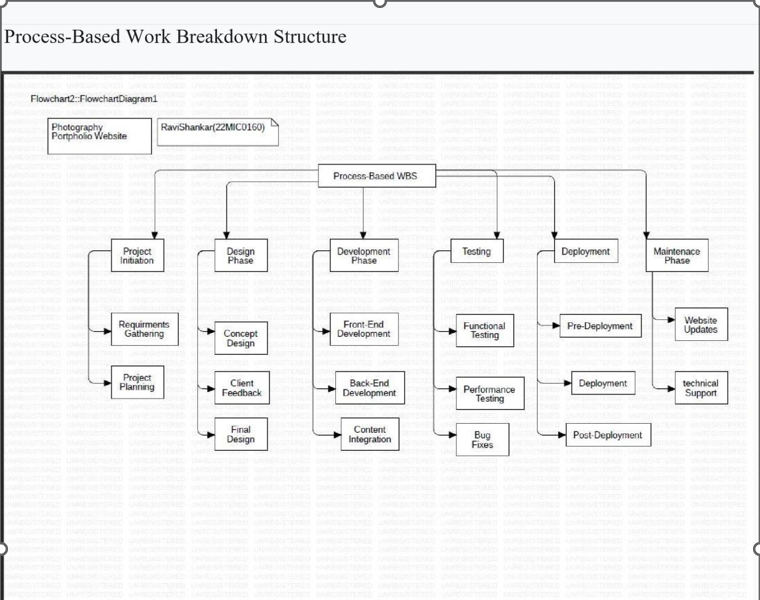 Process-Based Work Breakdown Structure
Flowchart2::FlowchartDiagram1
Photography
Portpholio Website
RaviShankar(22MIC0160)
Process-Based WBS
Project
Initiation
Design
Phase
Development
Phase
Testing
Deployment
Maintenace
Phase
Requirments
Gathering
Concept
Design
Front-End
Development
Functional
Testing
Pre-Deployment
Website
Updates
Project
Planning
Client
Feedback
Back-End
Development
Performance
Testing
Deployment
technical
Support
Final
Design
Content
Integration
Bug
Fixes
Post-Deployment